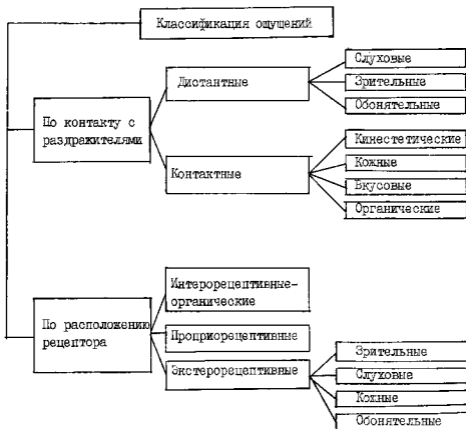 Классификация ощущений
По контакту с
раздражителями
Дистантные
Слуховые
Зрительные
Обонятельные
Контактные
Кинестетические
Кожные
Вкусовые
Органические
По расположению
рецептора
Интерорецептивные-
органические
Проприорецептивные
Экстерорецептивные
Зрительные
Слуховые
Кожные
Обонятельные